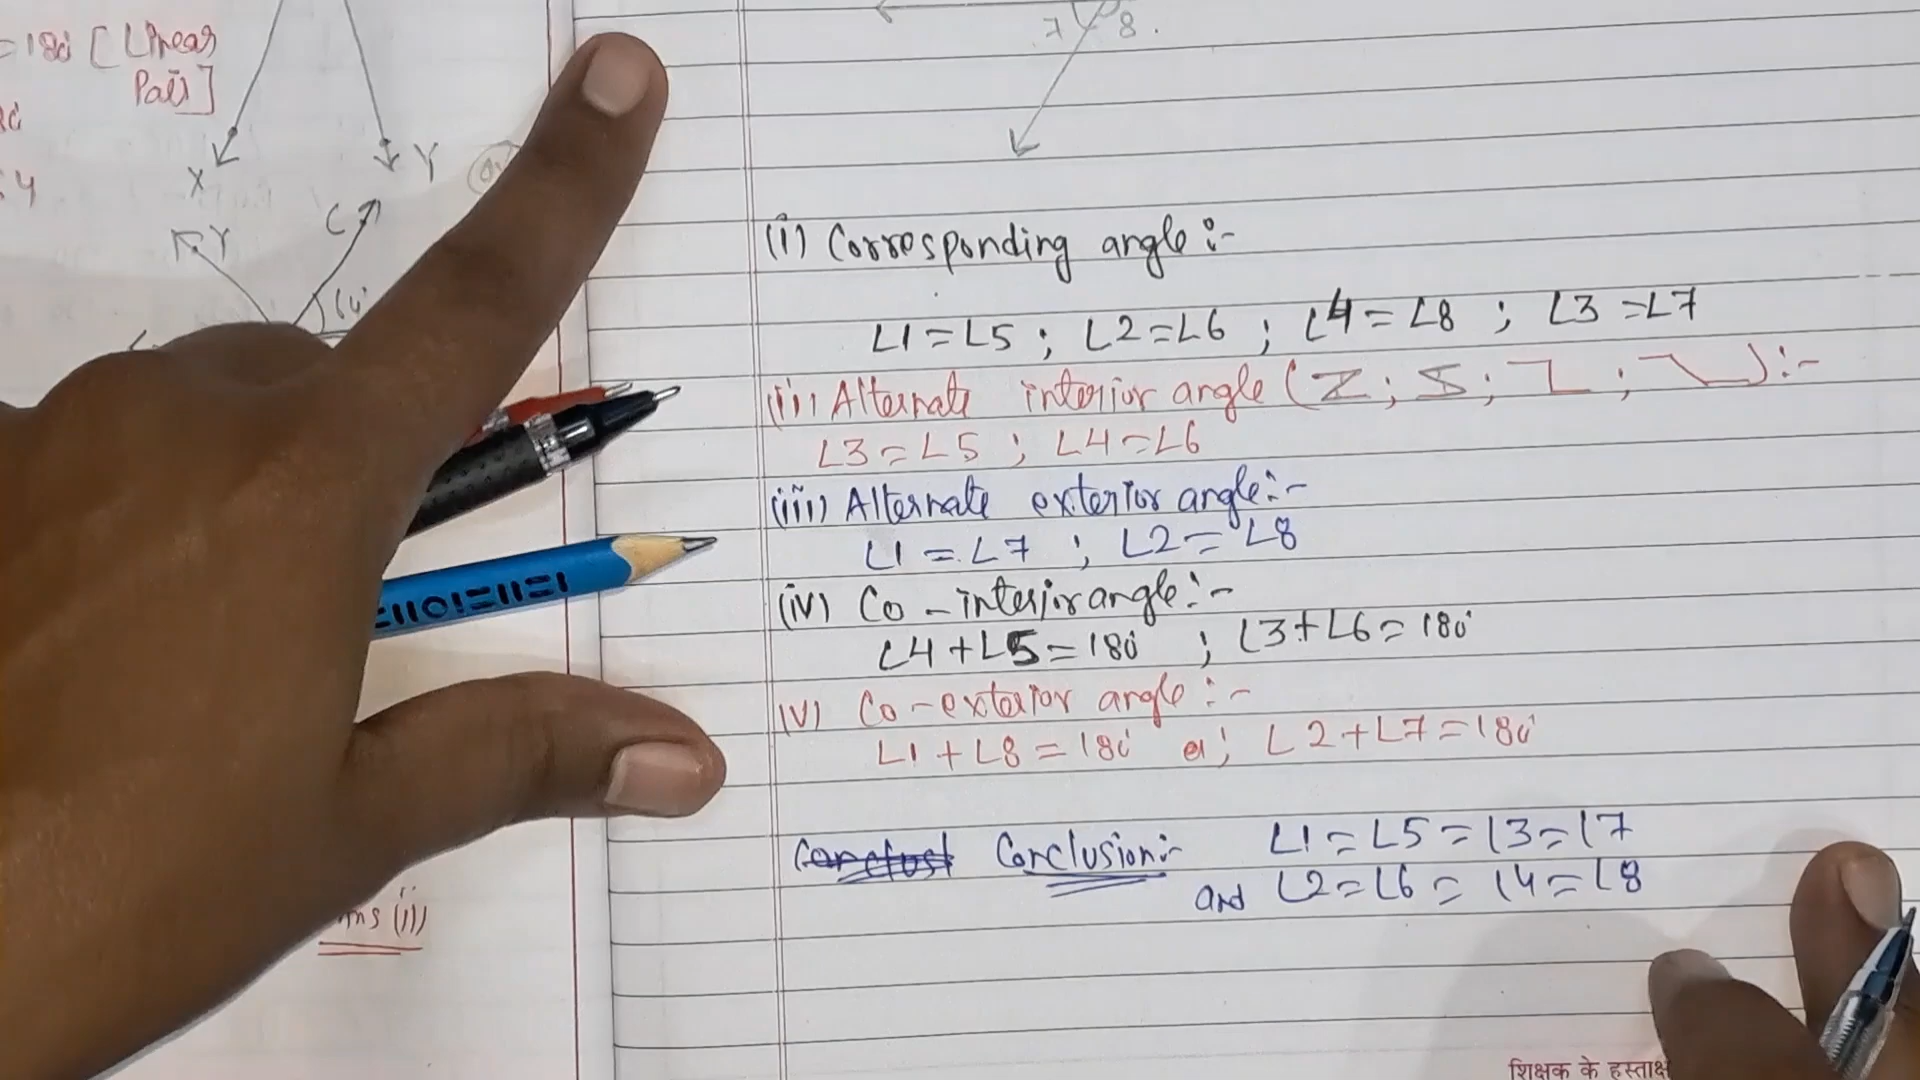 = 180° [Linear
Pair]
X
Y
Y
C
7 8.
(i) Corresponding angle :-
∠1 = ∠5 ; ∠2 = ∠6 ; ∠4 = ∠8 ; ∠3 = ∠7
(ii) Alternate interior angle ( Z ; S ; ) :-
∠3 = ∠5 ; ∠4 = ∠6
(iii) Alternate exterior angle :-
∠1 = ∠7 ; ∠2 = ∠8
(iv) Co-interior angle :-
∠4 + ∠5 = 180° ; ∠3 + ∠6 = 180°
(v) Co-exterior angle :-
∠1 + ∠8 = 180° ; ∠2 + ∠7 = 180°
Conclusion :- ∠1 = ∠5 = ∠3 = ∠7
and ∠2 = ∠6 = ∠4 = ∠8
(i)
शिक्षक के